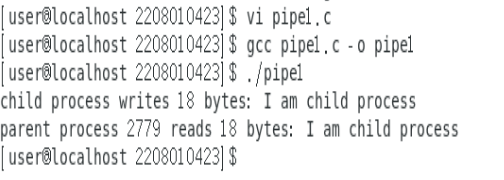 [user@localhost 2208010423]$ vi pipe1.c
[user@localhost 2208010423]$ gcc pipe1.c -o pipe1
[user@localhost 2208010423]$ ./pipe1
child process writes 18 bytes: I am child process
parent process 2779 reads 18 bytes: I am child process
[user@localhost 2208010423]$